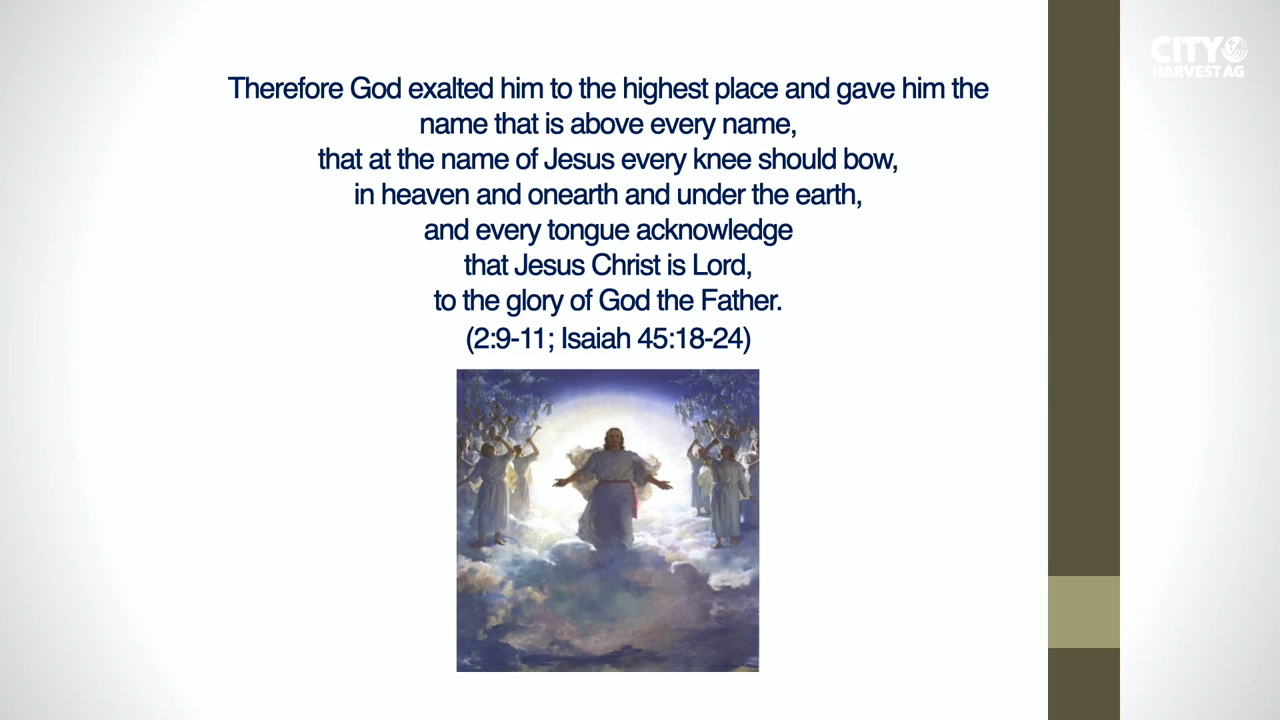 Therefore God exalted him to the highest place and gave him the
name that is above every name,
that at the name of Jesus every knee should bow,
in heaven and onearth and under the earth,
and every tongue acknowledge
that Jesus Christ is Lord,
to the glory of God the Father.
(2:9-11; Isaiah 45:18-24)
CITY
HARVEST AG